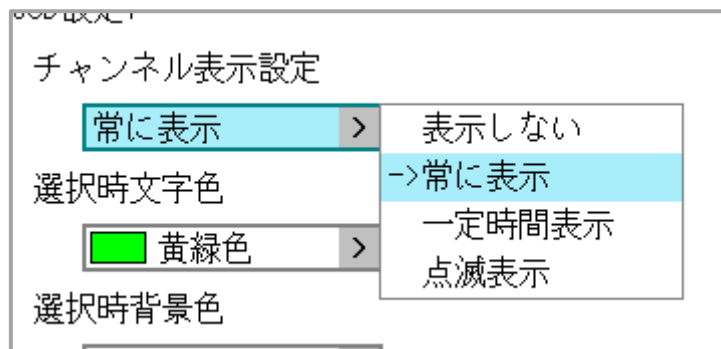 チャンネル表示設定
常に表示 >
表示しない
->常に表示
一定時間表示
点滅表示
選択時文字色
黄緑色 >
選択時背景色